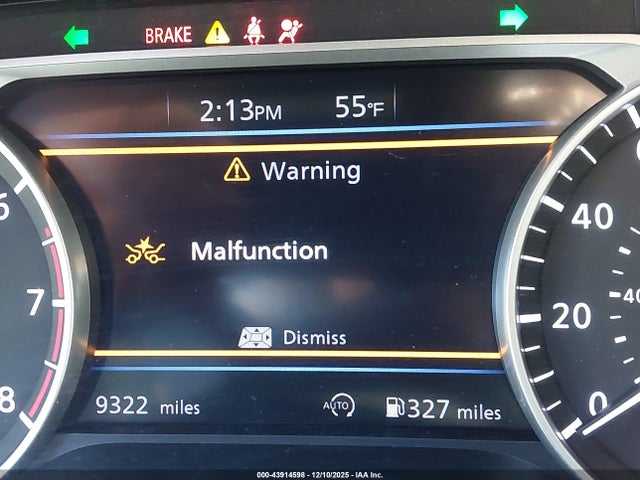 BRAKE
2:13PM 55°F
Warning
Malfunction
Dismiss
9322 miles AUTO 327 miles
6
7
8
40
20
0
40
000-43914598 - 12/10/2025 - IAA Inc.